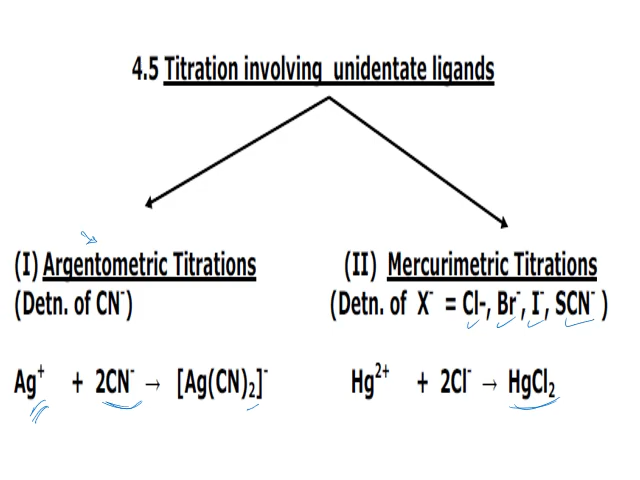 4.5 Titration involving unidentate ligands
(I) Argentometric Titrations
(Detn. of CN⁻)
Ag⁺ + 2CN⁻ → [Ag(CN)₂]⁻
(II) Mercurimetric Titrations
(Detn. of X⁻ = Cl-, Br⁻, I⁻, SCN⁻ )
Hg²⁺ + 2Cl⁻ → HgCl₂